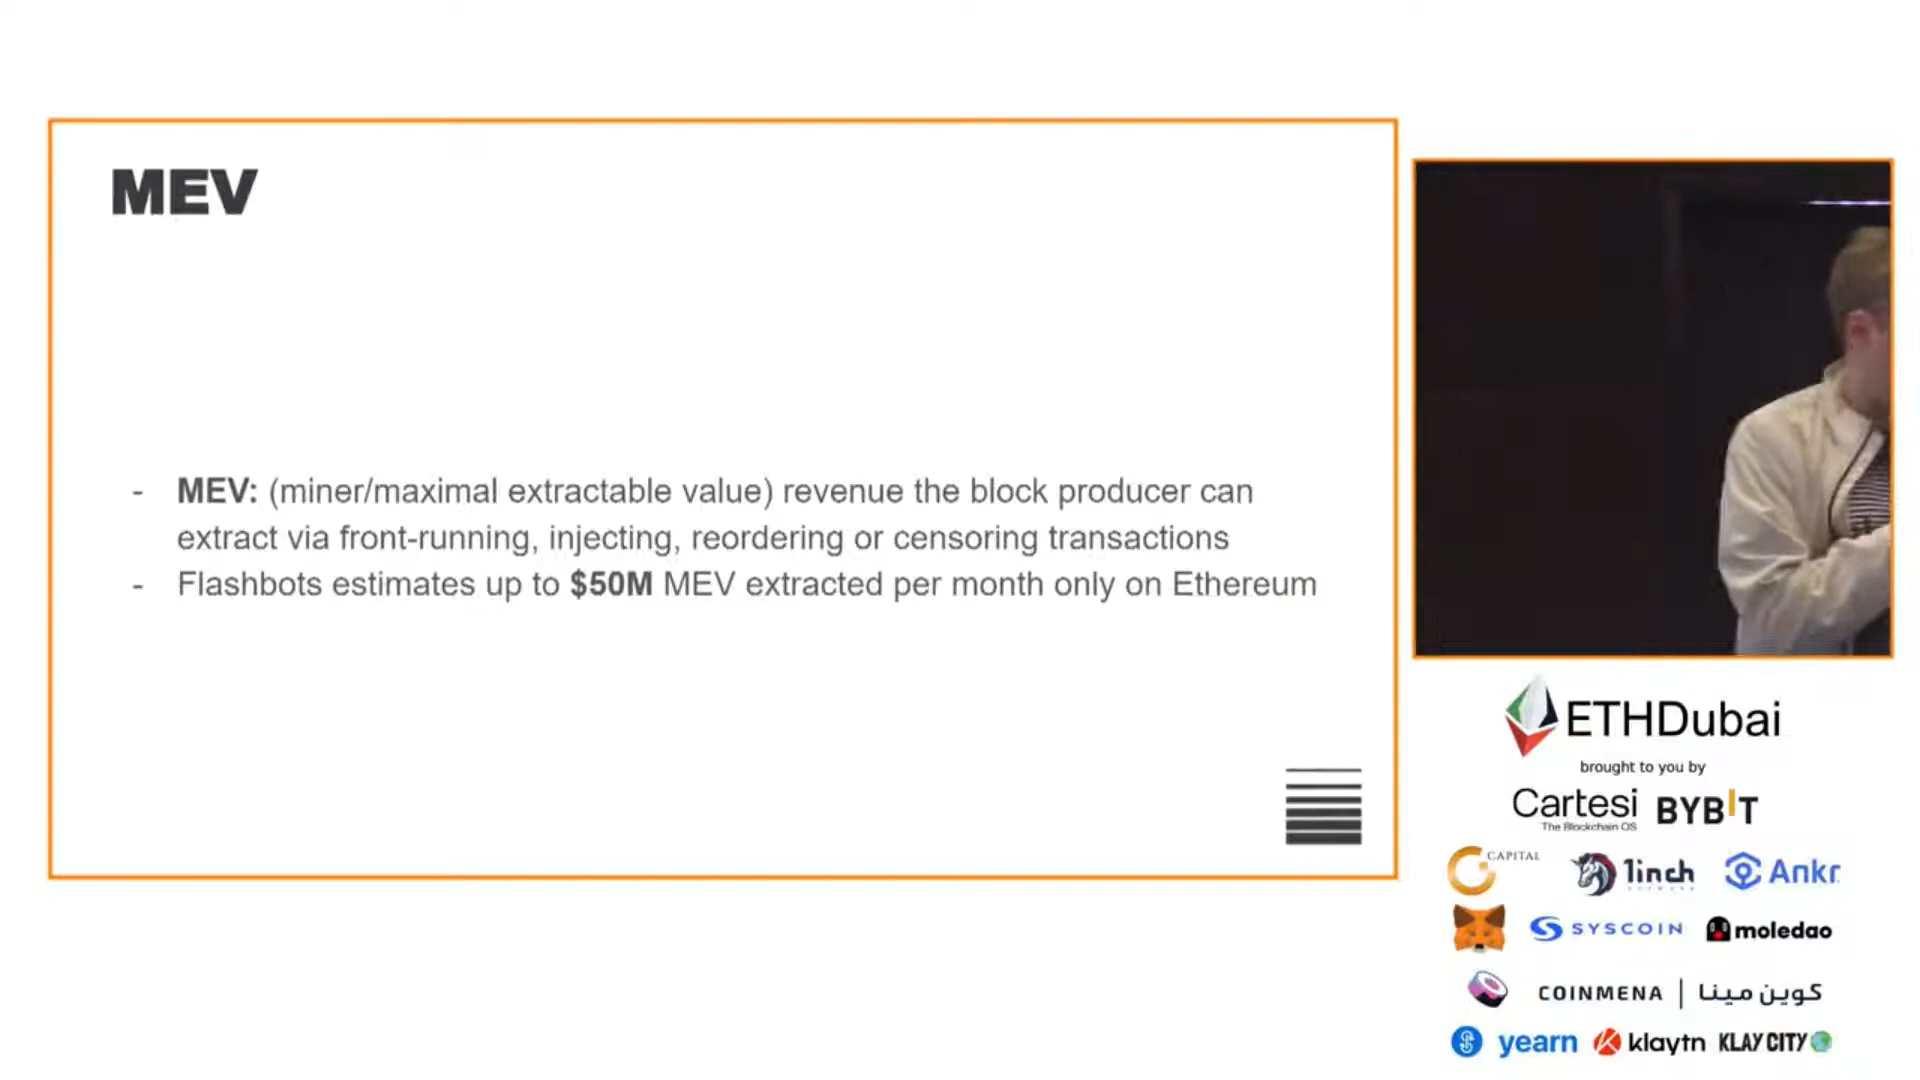 MEV
- MEV: (miner/maximal extractable value) revenue the block producer can
extract via front-running, injecting, reordering or censoring transactions
- Flashbots estimates up to $50M MEV extracted per month only on Ethereum
ETHDubai
brought to you by
Cartesi
The Blockchain OS
BYBIT
CAPITAL
1inch
NETWORK
Ankr
SYSCOIN
moledao
COINMENA | كوين مينا
yearn
klaytn
KLAY CITY